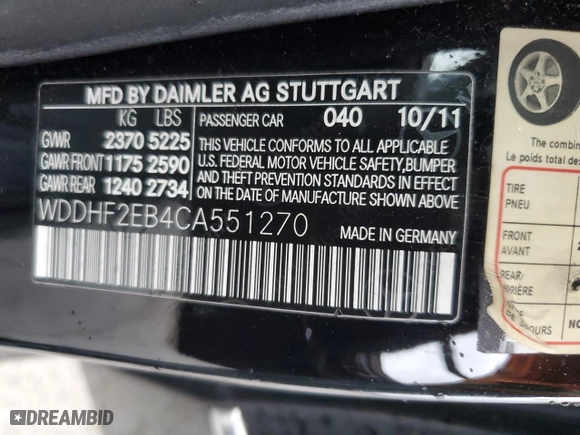 MFD BY DAIMLER AG STUTTGART
KG LBS
GVWR 2370 5225
GAWR FRONT 1175 2590
GAWR REAR 1240 2734
PASSENGER CAR 040 10/11
THIS VEHICLE CONFORMS TO ALL APPLICABLE
U.S. FEDERAL MOTOR VEHICLE SAFETY, BUMPER
AND THEFT PREVENTION STANDARDS IN EFFECT
ON THE DATE OF MANUFACTURE SHOWN ABOVE.
WDDHF2EB4CA551270
MADE IN GERMANY
The combine
Le poids total des
TIRE
PNEU
FRONT
AVANT
REAR
DREAMBID